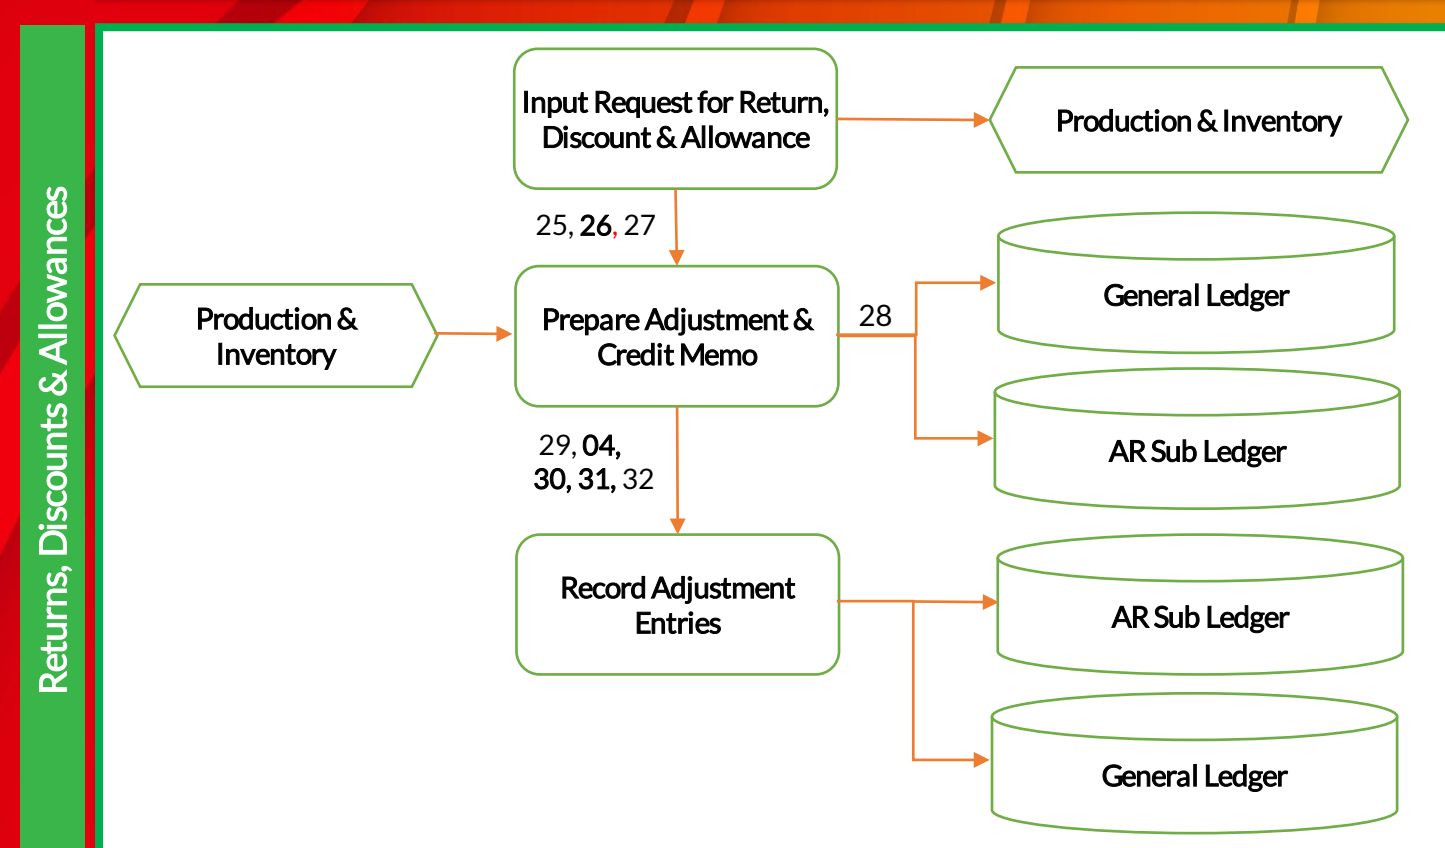 Returns, Discounts & Allowances
Input Request for Return,
Discount & Allowance
Production & Inventory
25, 26, 27
Production &
Inventory
Prepare Adjustment &
Credit Memo
28
General Ledger
AR Sub Ledger
29, 04,
30, 31, 32
Record Adjustment
Entries
AR Sub Ledger
General Ledger